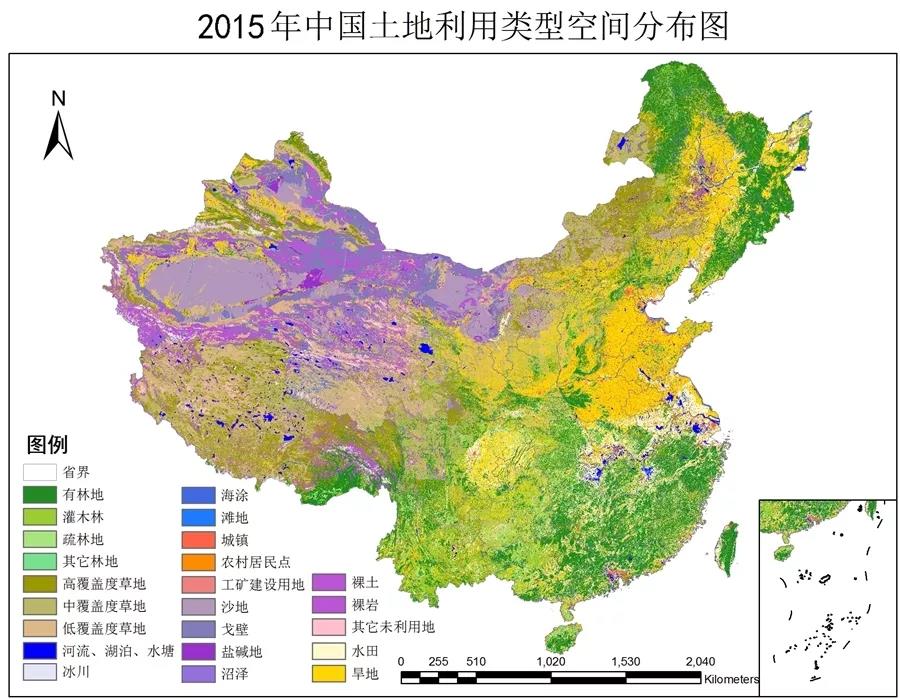 2015年中国土地利用类型空间分布图
N
图例
省界
有林地
灌木林
疏林地
其它林地
高覆盖度草地
中覆盖度草地
低覆盖度草地
河流、湖泊、水塘
冰川
海涂
滩地
城镇
农村居民点
工矿建设用地
沙地
戈壁
盐碱地
沼泽
裸土
裸岩
其它未利用地
水田
旱地
0 255 510 1,020 1,530 2,040
Kilometers